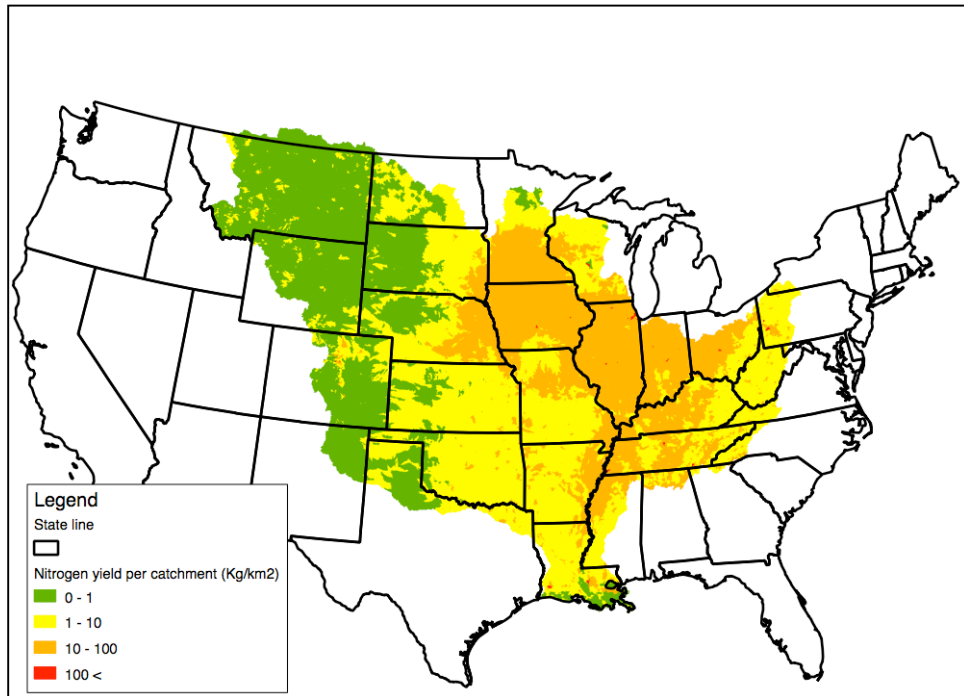 Legend
State line
Nitrogen yield per catchment (Kg/km2)
0 - 1
1 - 10
10 - 100
100 <